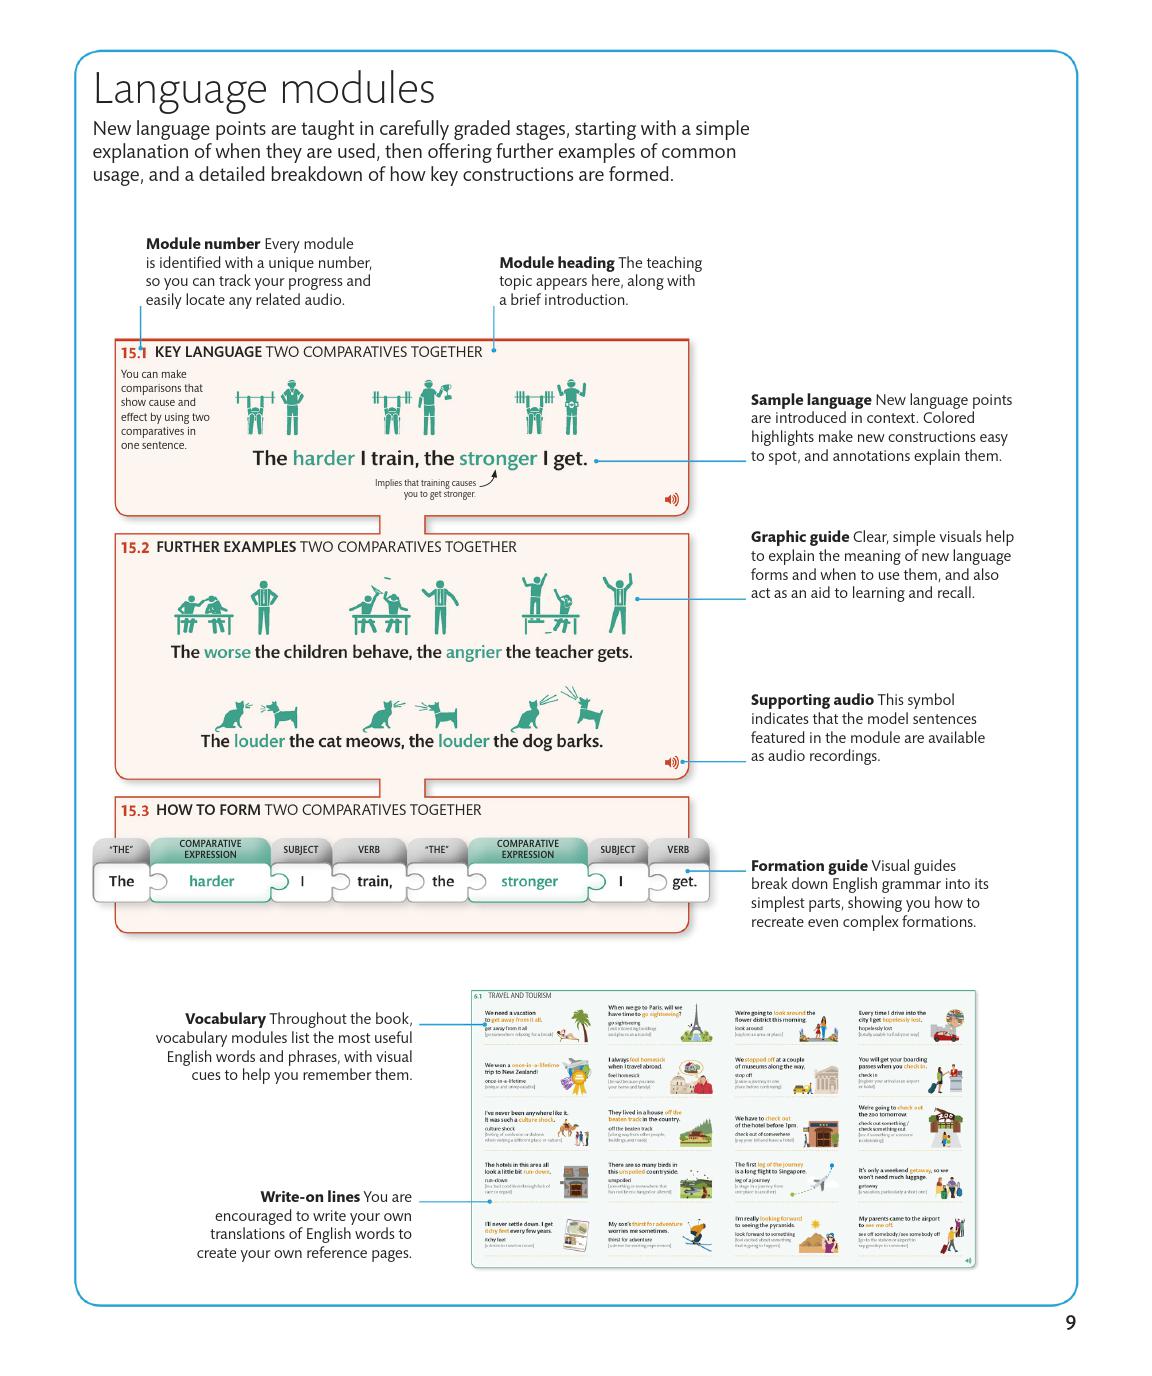 Language modules
New language points are taught in carefully graded stages, starting with a simple
explanation of when they are used, then offering further examples of common
usage, and a detailed breakdown of how key constructions are formed.
Module number Every module
is identified with a unique number,
so you can track your progress and
easily locate any related audio.
Module heading The teaching
topic appears here, along with
a brief introduction.
15.1 KEY LANGUAGE TWO COMPARATIVES TOGETHER
You can make
comparisons that
show cause and
effect by using two
comparatives in
one sentence.
The harder I train, the stronger I get.
Implies that training causes
you to get stronger.
Sample language New language points
are introduced in context. Colored
highlights make new constructions easy
to spot, and annotations explain them.
15.2 FURTHER EXAMPLES TWO COMPARATIVES TOGETHER
The worse the children behave, the angrier the teacher gets.
The louder the cat meows, the louder the dog barks.
Graphic guide Clear, simple visuals help
to explain the meaning of new language
forms and when to use them, and also
act as an aid to learning and recall.
Supporting audio This symbol
indicates that the model sentences
featured in the module are available
as audio recordings.
15.3 HOW TO FORM TWO COMPARATIVES TOGETHER
"THE" COMPARATIVE EXPRESSION SUBJECT VERB "THE" COMPARATIVE EXPRESSION SUBJECT VERB
The harder I train, the stronger I get.
Formation guide Visual guides
break down English grammar into its
simplest parts, showing you how to
recreate even complex formations.
Vocabulary Throughout the book,
vocabulary modules list the most useful
English words and phrases, with visual
cues to help you remember them.
Write-on lines You are
encouraged to write your own
translations of English words to
create your own reference pages.
6.1 TRAVEL AND TOURISM
We need a vacation
to get away from it all.
get away from it all
When we go to Paris, will we
have time to go sightseeing?
go sightseeing
We're going to look around the
flower district this morning.
look around
Every time I drive into the
city I get hopelessly lost.
hopelessly lost
We won a once-in-a-lifetime
trip to New Zealand!
once-in-a-lifetime
I always feel homesick
when I travel abroad.
feel homesick
We stopped off at a couple
of museums along the way.
stop off
You will get your boarding
passes when you check in.
check in
I've never been anywhere like it.
It was such a culture shock.
culture shock
They lived in a house off the
beaten track in the country.
off the beaten track
We have to check out
of the hotel before 1pm.
check out of somewhere
We're going to check out
the zoo tomorrow.
check out something /
check something out
The hotels in this area all
look a little bit run-down.
run-down
There are so many birds in
this unspoiled countryside.
unspoiled
The first leg of the journey
is a long flight to Singapore.
leg of a journey
It's only a weekend getaway, so we
won't need much luggage.
getaway
I'll never settle down. I get
itchy feet every few years.
itchy feet
My son's thirst for adventure
worries me sometimes.
thirst for adventure
I'm really looking forward
to seeing the pyramids.
look forward to something
My parents came to the airport
to see me off.
see off somebody / see somebody off
9